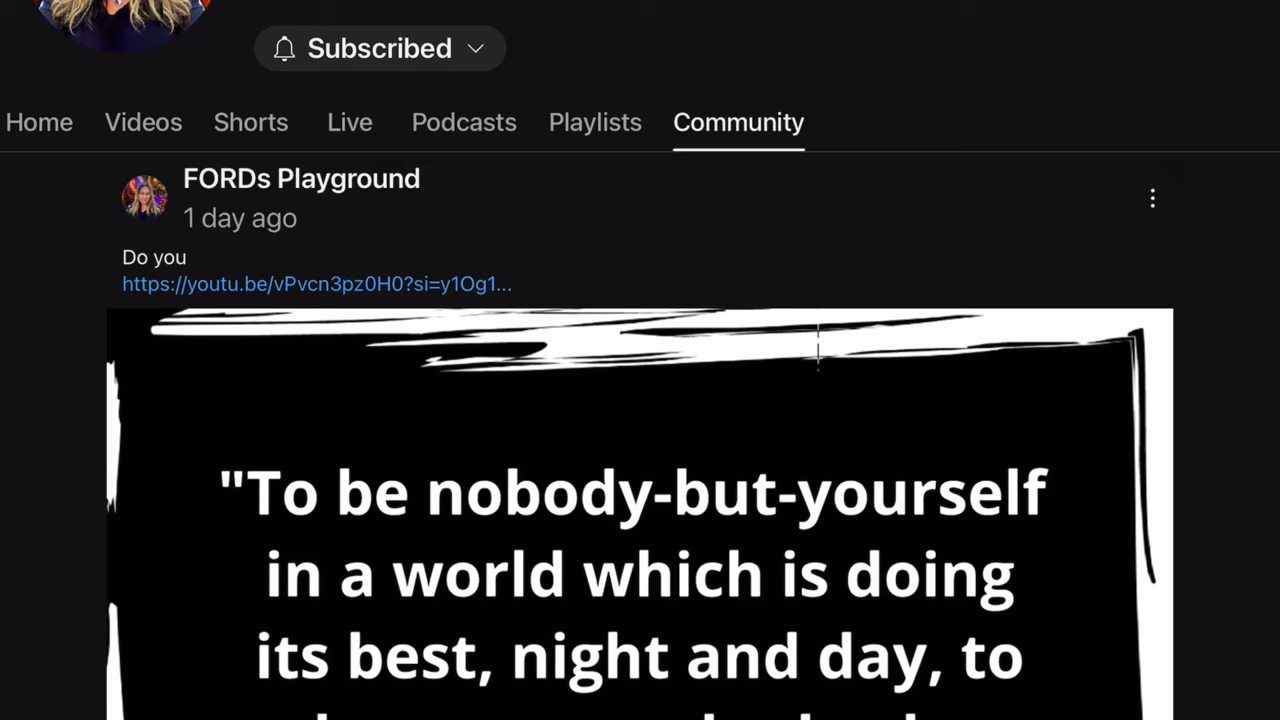 Subscribed
Home Videos Shorts Live Podcasts Playlists Community
FORDs Playground
1 day ago
Do you
https://youtu.be/vPvcn3pz0H0?si=y1Og1...
"To be nobody-but-yourself
in a world which is doing
its best, night and day, to